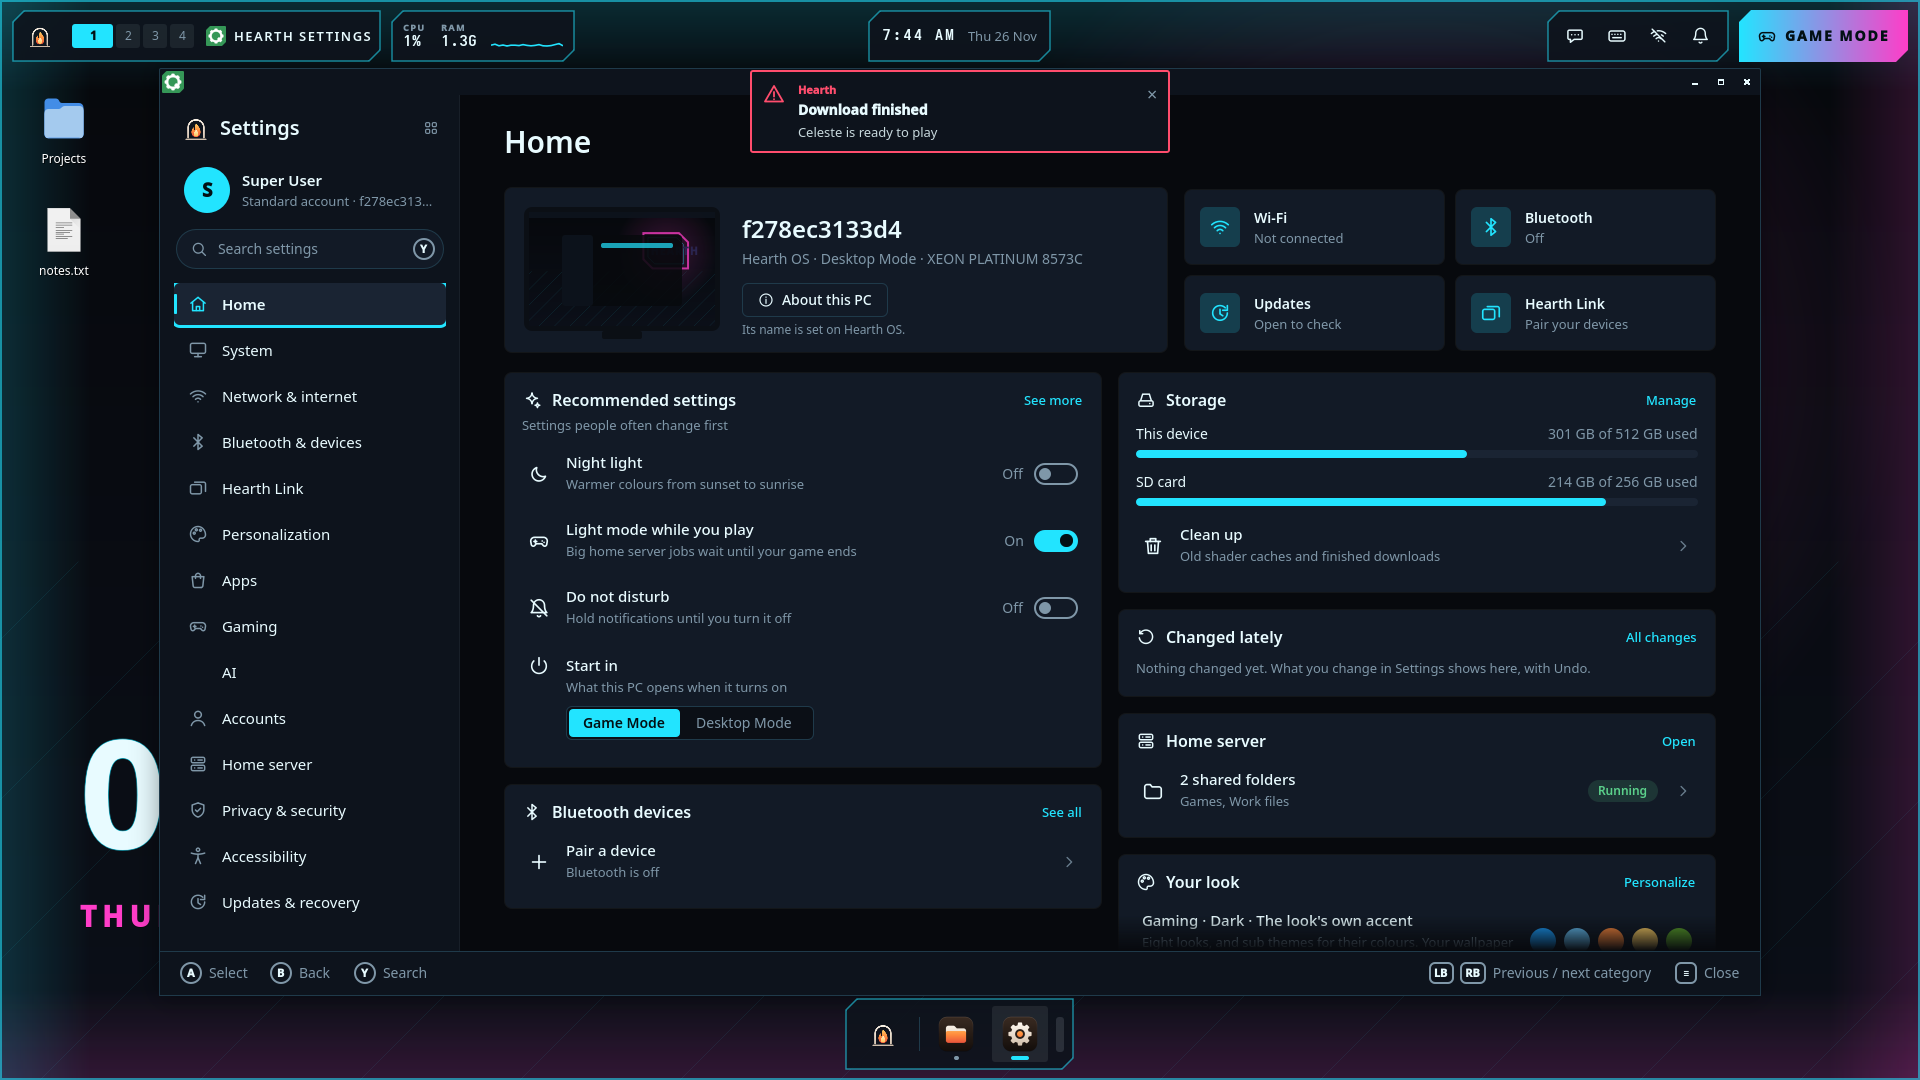 1 2 3 4 HEARTH SETTINGS
CPU 1% RAM 1.3G
7:44 AM Thu 26 Nov
GAME MODE
Projects
notes.txt
0
THU
Hearth
Download finished
Celeste is ready to play
Settings
S
Super User
Standard account · f278ec313...
Search settings Y
Home
System
Network & internet
Bluetooth & devices
Hearth Link
Personalization
Apps
Gaming
AI
Accounts
Home server
Privacy & security
Accessibility
Updates & recovery
Home
f278ec3133d4
Hearth OS · Desktop Mode · XEON PLATINUM 8573C
About this PC
Its name is set on Hearth OS.
Wi-Fi
Not connected
Bluetooth
Off
Updates
Open to check
Hearth Link
Pair your devices
Recommended settings See more
Settings people often change first
Night light
Warmer colours from sunset to sunrise
Off
Light mode while you play
Big home server jobs wait until your game ends
On
Do not disturb
Hold notifications until you turn it off
Off
Start in
What this PC opens when it turns on
Game Mode Desktop Mode
Bluetooth devices See all
Pair a device
Bluetooth is off
Storage Manage
This device 301 GB of 512 GB used
SD card 214 GB of 256 GB used
Clean up
Old shader caches and finished downloads
Changed lately All changes
Nothing changed yet. What you change in Settings shows here, with Undo.
Home server Open
2 shared folders
Games, Work files
Running
Your look Personalize
Gaming · Dark · The look's own accent
Eight looks, and sub themes for their colours. Your wallpaper
A Select B Back Y Search
LB RB Previous / next category Close